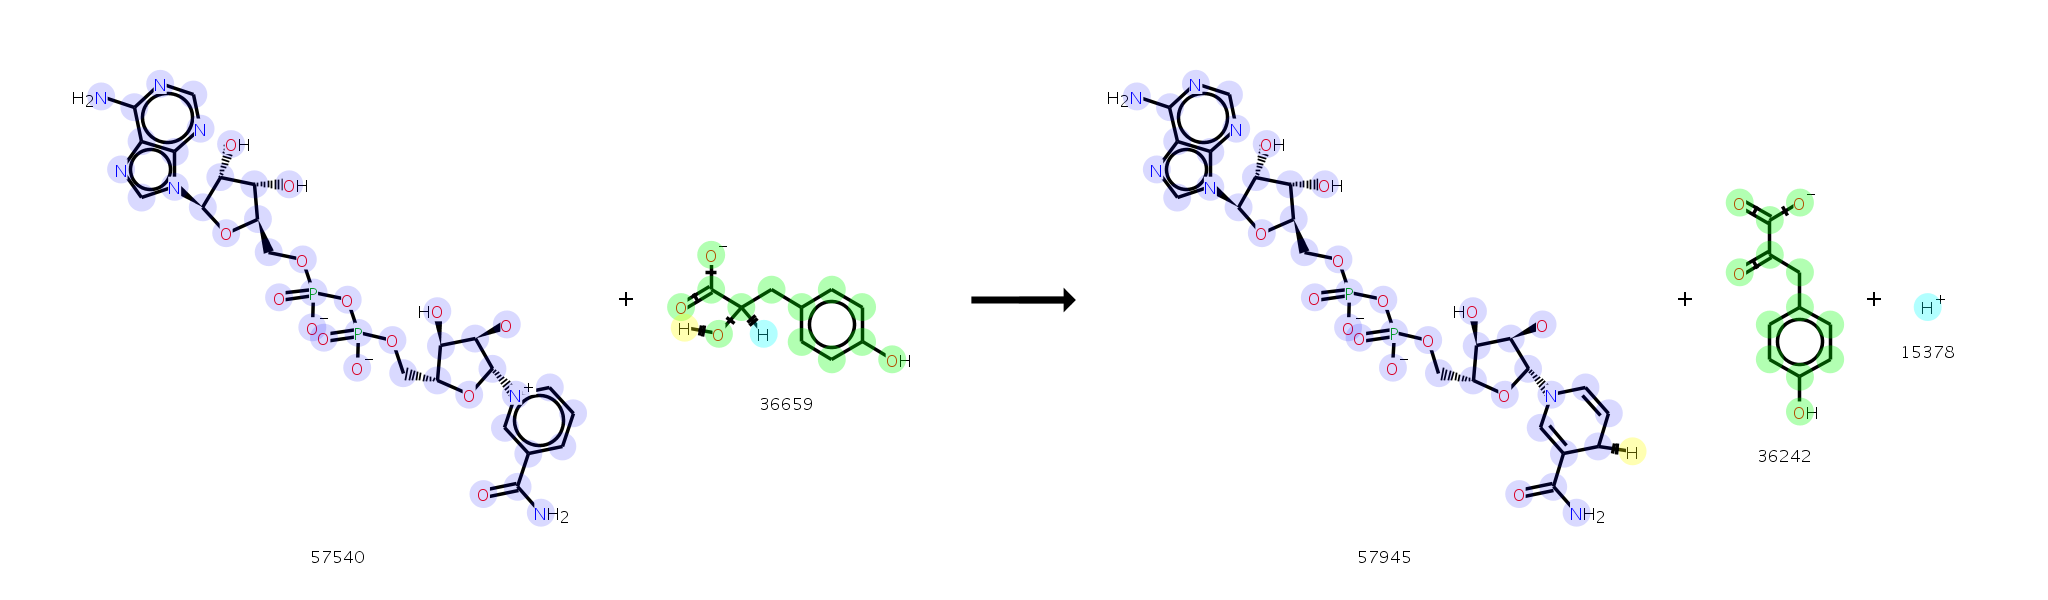 H2N N N N N OH OH O O O P O O⁻ O P O O⁻ HO O O N+ O NH2
57540
+
O⁻ O H O H OH
36659
H2N N N N N OH OH O O O P O O⁻ O P O O⁻ HO O O N H O NH2
57945
+
O O⁻ O OH
36242
+
H+
15378